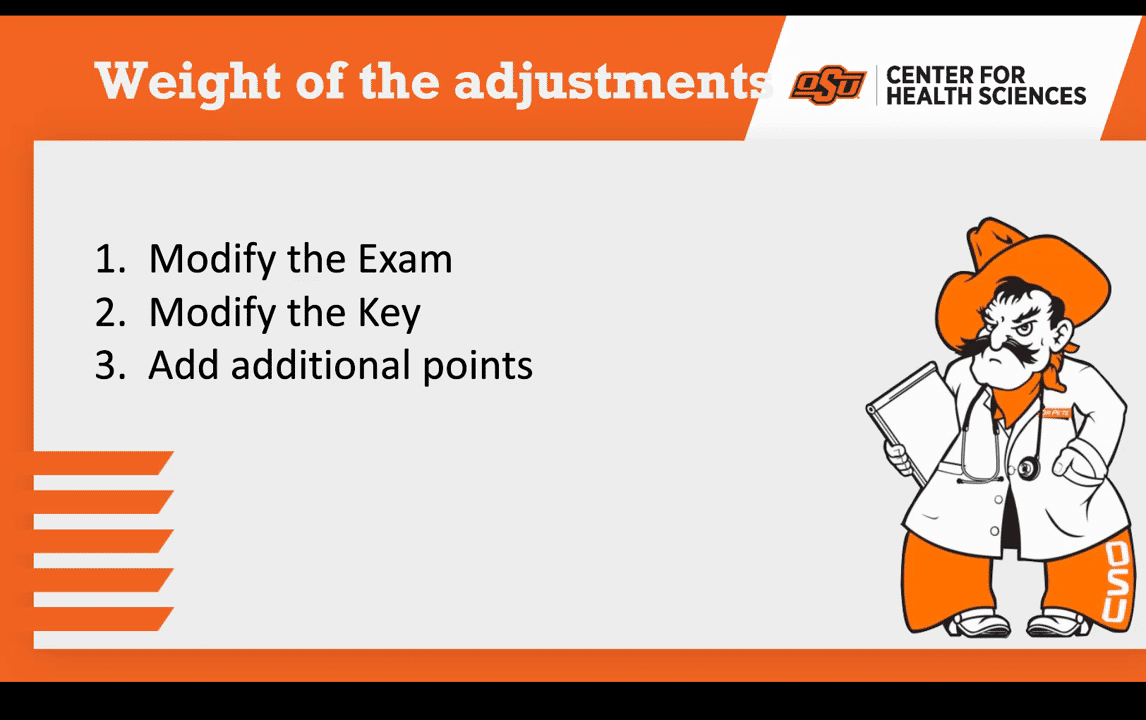 Weight of the adjustments
OSU
CENTER FOR
HEALTH SCIENCES
1. Modify the Exam
2. Modify the Key
3. Add additional points
OSU